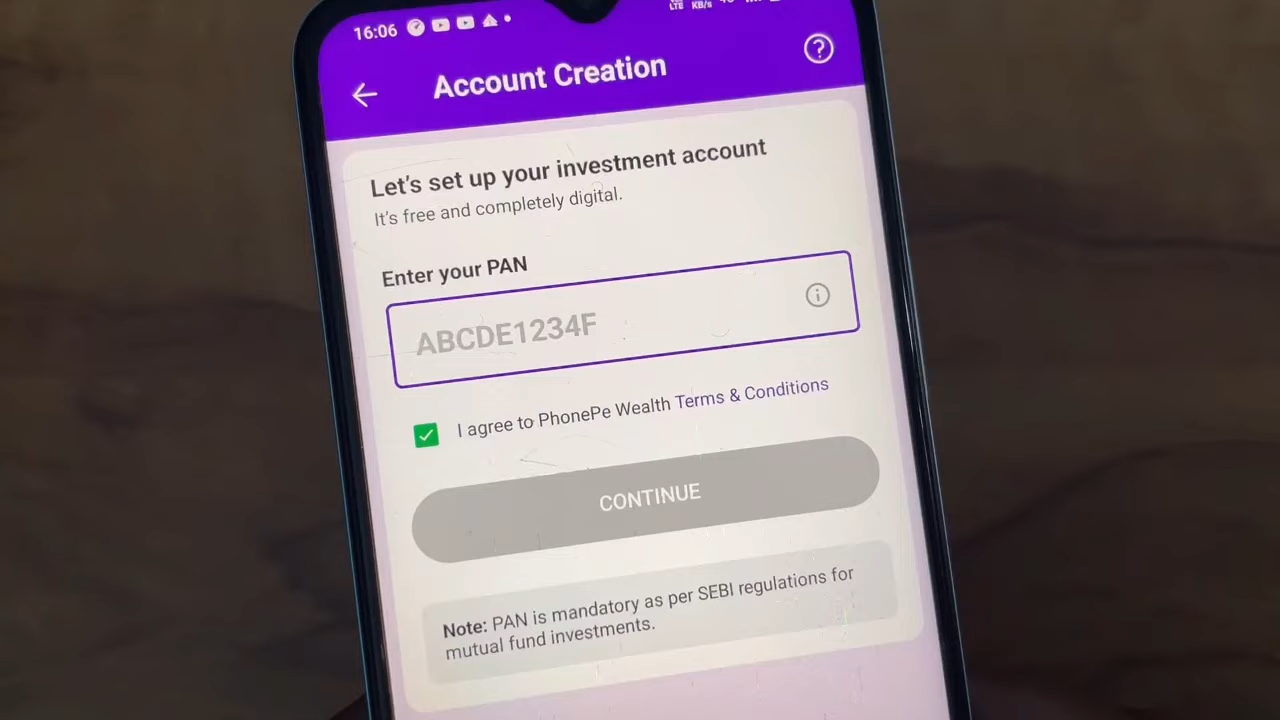 16:06
LTE KB/s
Account Creation
Let's set up your investment account
It's free and completely digital.
Enter your PAN
ABCDE1234F
I agree to PhonePe Wealth Terms & Conditions
CONTINUE
Note: PAN is mandatory as per SEBI regulations for
mutual fund investments.